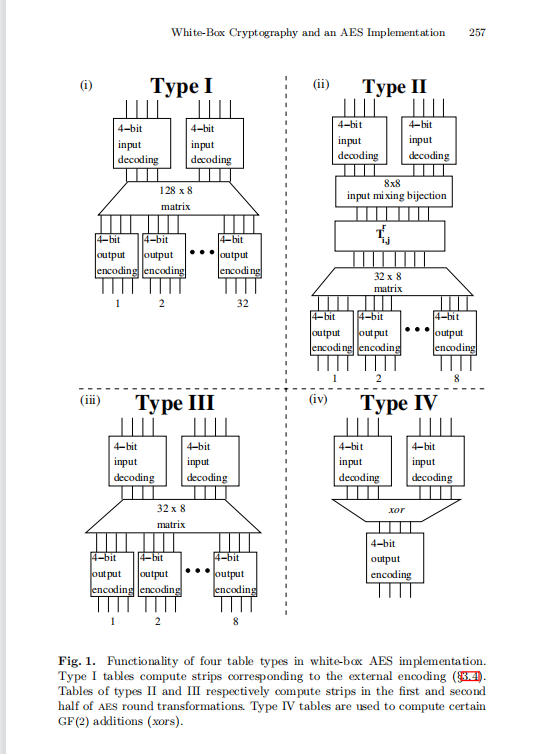 White-Box Cryptography and an AES Implementation 257
(i) Type I
4-bit input decoding
4-bit input decoding
128 x 8
matrix
4-bit output encoding
4-bit output encoding
4-bit output encoding
1 2 32
(ii) Type II
4-bit input decoding
4-bit input decoding
8x8
input mixing bijection
T r i,j
32 x 8
matrix
4-bit output encoding
4-bit output encoding
4-bit output encoding
1 2 8
(iii) Type III
4-bit input decoding
4-bit input decoding
32 x 8
matrix
4-bit output encoding
4-bit output encoding
4-bit output encoding
1 2 8
(iv) Type IV
4-bit input decoding
4-bit input decoding
xor
4-bit output encoding
Fig. 1. Functionality of four table types in white-box AES implementation.
Type I tables compute strips corresponding to the external encoding (§3.4).
Tables of types II and III respectively compute strips in the first and second
half of AES round transformations. Type IV tables are used to compute certain
GF(2) additions (xors).